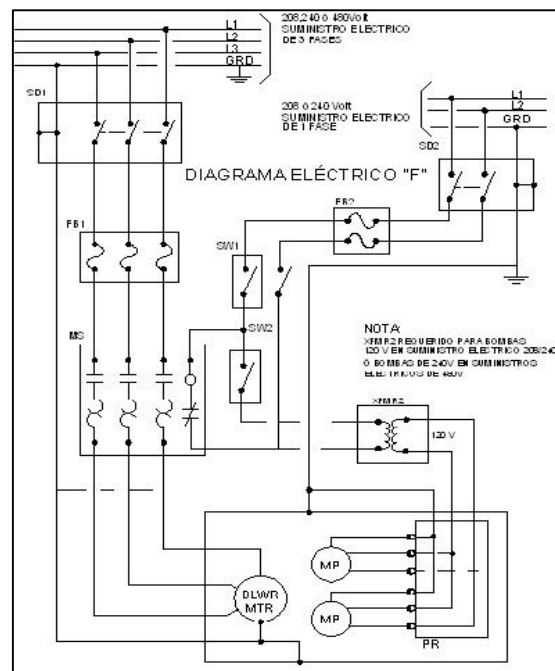 208,240 ó 480Volt
SUMINISTRO ELECTRICO
DE 3 FASES
L1
L2
L3
GRD
SD1
208 ó 240 Volt
SUMINISTRO ELECTRICO
DE 1 FASE
L1
L2
GRD
SD2
DIAGRAMA ELÉCTRICO "F"
FB2
FB1
SW1
SW2
MS
NOTA
XFMR2 REQUERIDO PARA BOMBAS
120 V EN SUMINISTRO ELECTRICO 208/240
O BOMBAS DE 240V EN SUMINISTROS
ELECTRICOS DE 480V
XFMR2
120 V
BLWR
MTR
MP
MP
PR